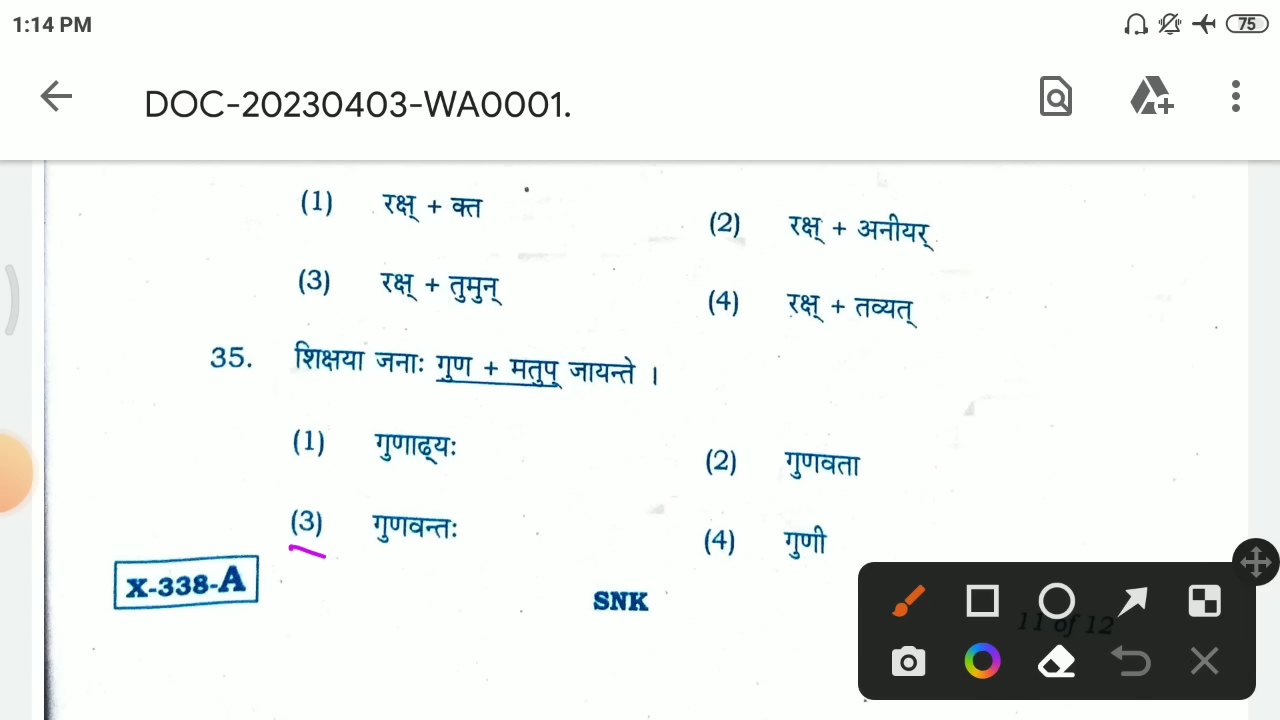 1:14 PM
75
DOC-20230403-WA0001.
(1) रक्ष् + क्त
(2) रक्ष् + अनीयर्
(3) रक्ष् + तुमुन्
(4) रक्ष् + तव्यत्
35. शिक्षया जनाः गुण + मतुप् जायन्ते ।
(1) गुणाढ्यः
(2) गुणवता
(3) गुणवन्तः
(4) गुणी
X-338-A
SNK
11 of 12